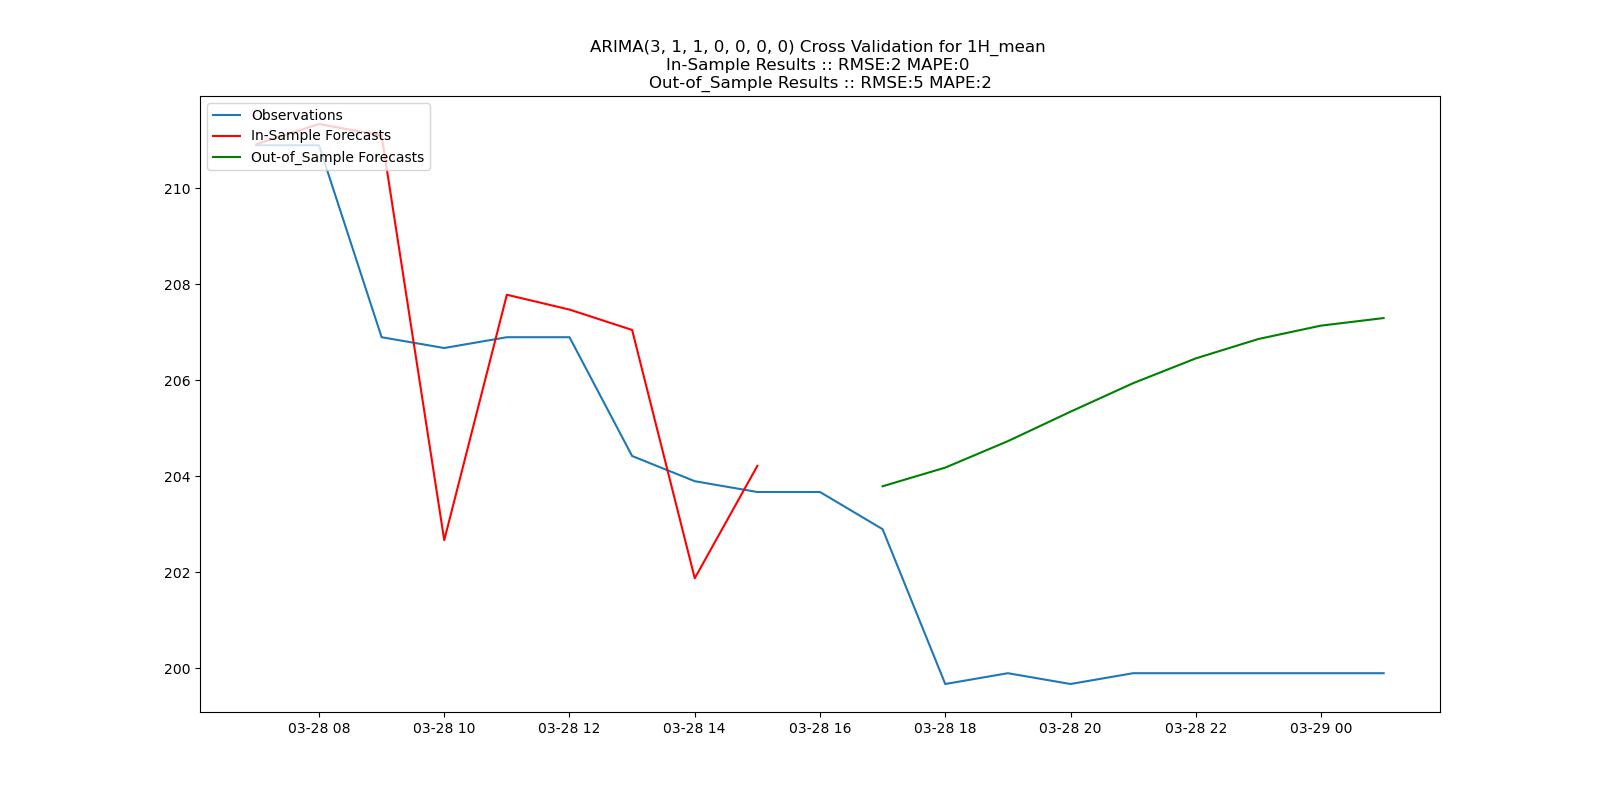 ARIMA(3, 1, 1, 0, 0, 0, 0) Cross Validation for 1H_mean
In-Sample Results :: RMSE:2 MAPE:0
Out-of_Sample Results :: RMSE:5 MAPE:2
Observations
In-Sample Forecasts
Out-of_Sample Forecasts
210
208
206
204
202
200
03-28 08
03-28 10
03-28 12
03-28 14
03-28 16
03-28 18
03-28 20
03-28 22
03-29 00